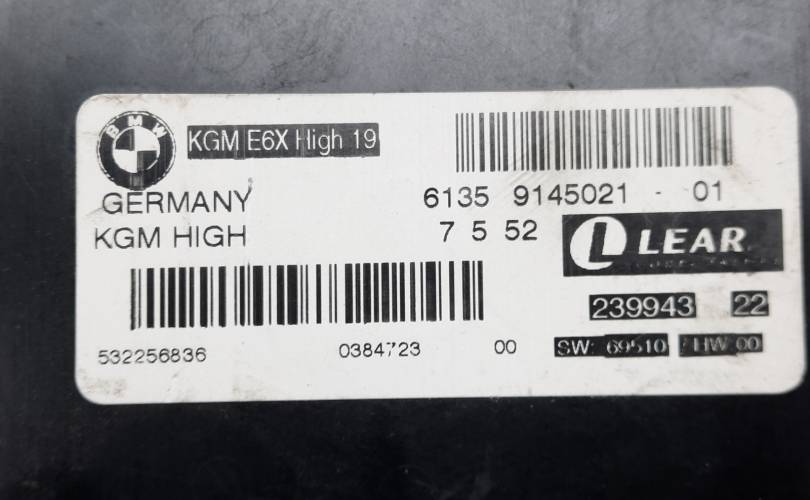 BMW
KGM E6X High 19
GERMANY
6135 9145021 - 01
KGM HIGH
7 5 52
LEAR
239943 22
532256836
0384723
00
SW: 69510 HW 00